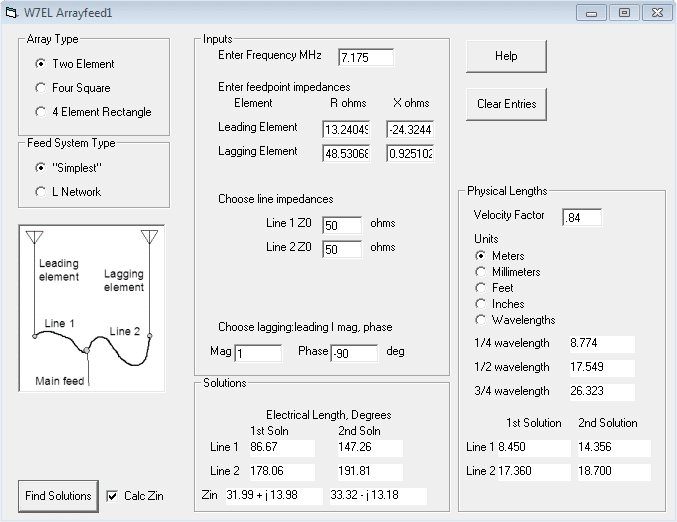 W7EL Arrayfeed1
Array Type
Two Element
Four Square
4 Element Rectangle
Feed System Type
"Simplest"
L Network
Leading element
Lagging element
Line 1
Line 2
Main feed
Find Solutions
Calc Zin
Inputs
Enter Frequency MHz 7.175
Enter feedpoint impedances
Element R ohms X ohms
Leading Element 13.24049 -24.3244
Lagging Element 48.53068 0.925102
Choose line impedances
Line 1 Z0 50 ohms
Line 2 Z0 50 ohms
Choose lagging:leading I mag, phase
Mag 1 Phase -90 deg
Solutions
Electrical Length, Degrees
1st Soln 2nd Soln
Line 1 86.67 147.26
Line 2 178.06 191.81
Zin 31.99 + j 13.98 33.32 - j 13.18
Help
Clear Entries
Physical Lengths
Velocity Factor .84
Units
Meters
Millimeters
Feet
Inches
Wavelengths
1/4 wavelength 8.774
1/2 wavelength 17.549
3/4 wavelength 26.323
1st Solution 2nd Solution
Line 1 8.450 14.356
Line 2 17.360 18.700